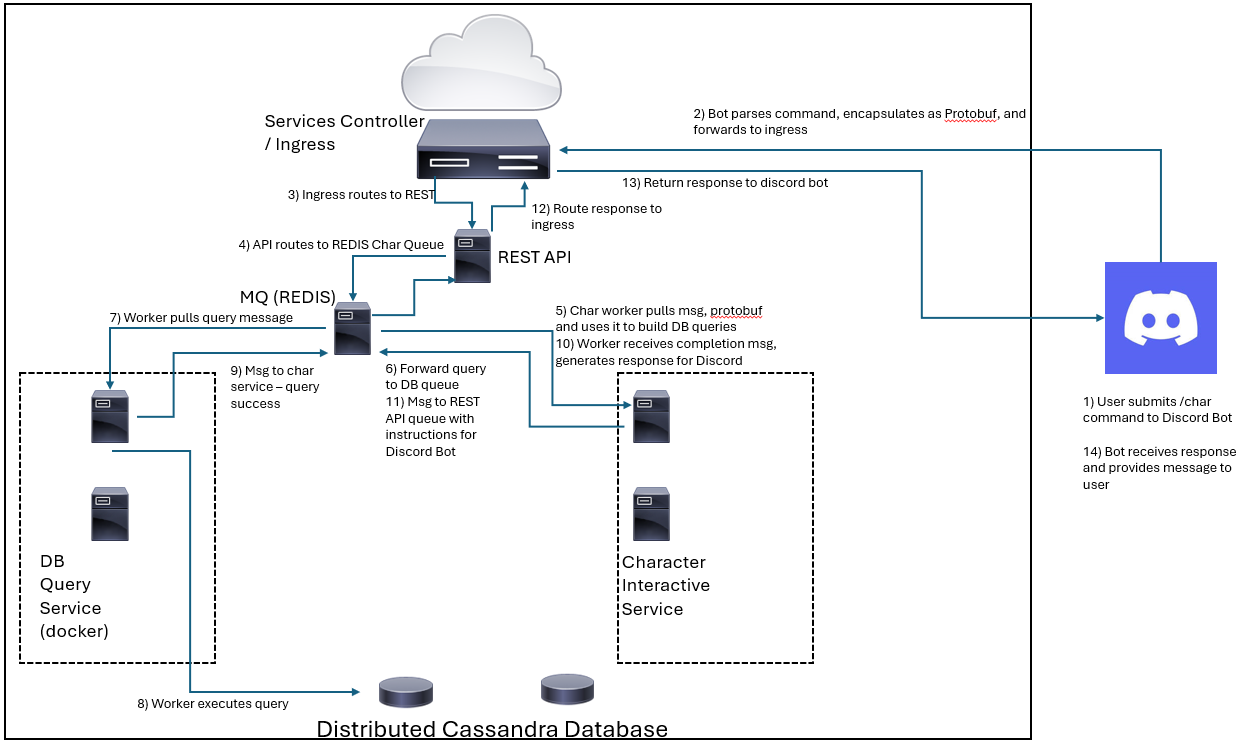 Services Controller
/ Ingress
2) Bot parses command, encapsulates as Protobuf, and
forwards to ingress
13) Return response to discord bot
3) Ingress routes to REST
12) Route response to
ingress
4) API routes to REDIS Char Queue
REST API
MQ (REDIS)
7) Worker pulls query message
5) Char worker pulls msg, protobuf
and uses it to build DB queries
10) Worker receives completion msg,
generates response for Discord
9) Msg to char
service – query
success
6) Forward query
to DB queue
11) Msg to REST
API queue with
instructions for
Discord Bot
1) User submits /char
command to Discord Bot
14) Bot receives response
and provides message to
user
DB
Query
Service
(docker)
Character
Interactive
Service
8) Worker executes query
Distributed Cassandra Database